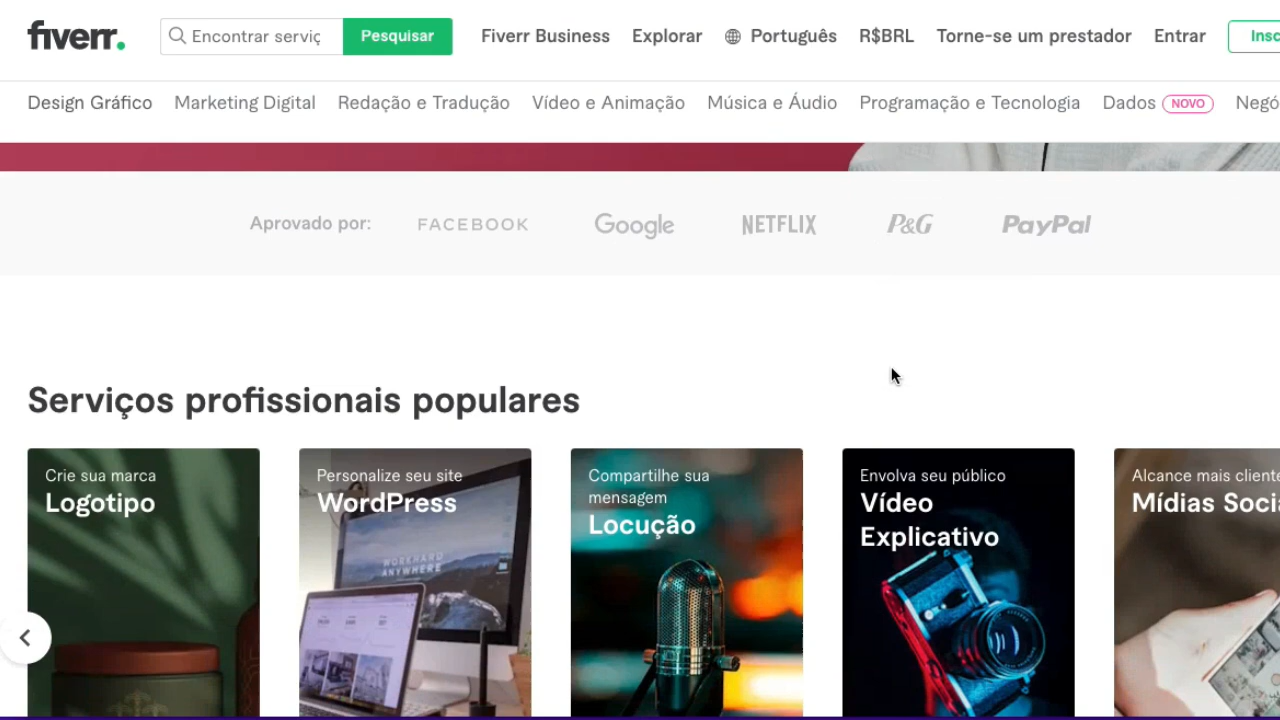 fiverr.
Encontrar serviç
Pesquisar
Fiverr Business
Explorar
Português
R$BRL
Torne-se um prestador
Entrar
Insc
Design Gráfico
Marketing Digital
Redação e Tradução
Vídeo e Animação
Música e Áudio
Programação e Tecnologia
Dados NOVO
Negó
Aprovado por:
FACEBOOK
Google
NETFLIX
P&G
PayPal
Serviços profissionais populares
Crie sua marca
Logotipo
Personalize seu site
WordPress
WORKHARD
ANYWHERE
Compartilhe sua
mensagem
Locução
Envolva seu público
Vídeo
Explicativo
Alcance mais cliente
Mídias Soci